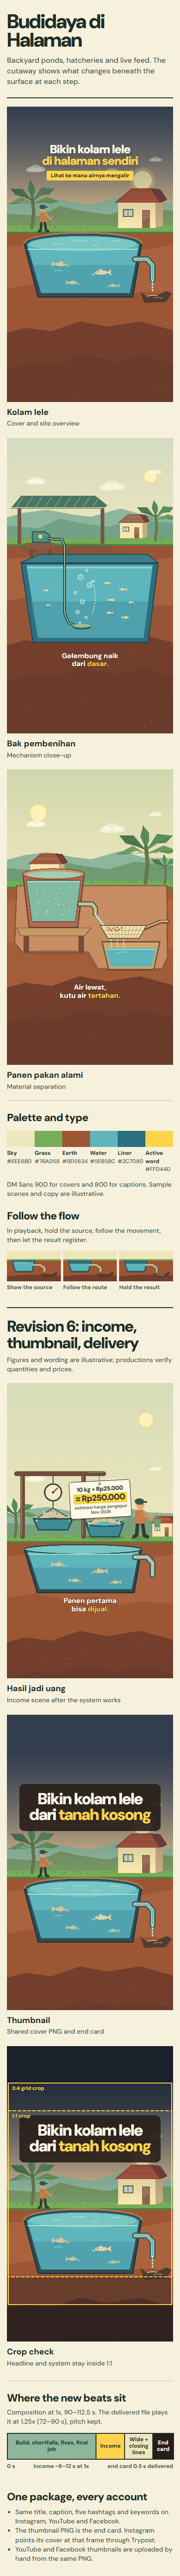 Budidaya di
Halaman
Backyard ponds, hatcheries and live feed. The
cutaway shows what changes beneath the
surface at each step.
Bikin kolam lele
di halaman sendiri
Lihat ke mana airnya mengalir
Kolam lele
Cover and site overview
Gelembung naik
dari dasar.
Bak pembenihan
Mechanism close-up
Air lewat,
kutu air tertahan.
Panen pakan alami
Material separation
Palette and type
Sky
#EEE6BD
Grass
#76AD58
Earth
#9D5634
Water
#5EB5BC
Liner
#2C7080
Active
word
#FFD44D
DM Sans 900 for covers and 800 for captions. Sample
scenes and copy are illustrative.
Follow the flow
In playback, hold the source, follow the movement,
then let the result register.
Show the source
Follow the route
Hold the result
Revision 6: income,
thumbnail, delivery
Figures and wording are illustrative; productions verify
quantities and prices.
10 kg × Rp25.000
≈ Rp250.000
estimasi harga pengepul
Nov 2026
Panen pertama
bisa dijual.
Hasil jadi uang
Income scene after the system works
Bikin kolam lele
dari tanah kosong
Thumbnail
Shared cover PNG and end card
3:4 grid crop
1:1 crop
Bikin kolam lele
dari tanah kosong
Crop check
Headline and system stay inside 1:1
Where the new beats sit
Composition at 1x, 90–112.5 s. The delivered file plays
it at 1.25x (72–90 s), pitch kept.
Build, shortfalls, fixes, final
job
Income
Wide +
closing
lines
End
card
0 s
Income ~8–12 s at 1x
end card 0.5 s delivered
One package, every account
• Same title, caption, five hashtags and keywords on
Instagram, YouTube and Facebook.
• The thumbnail PNG is the end card. Instagram
points its cover at that frame through Trypost.
• YouTube and Facebook thumbnails are uploaded by
hand from the same PNG.